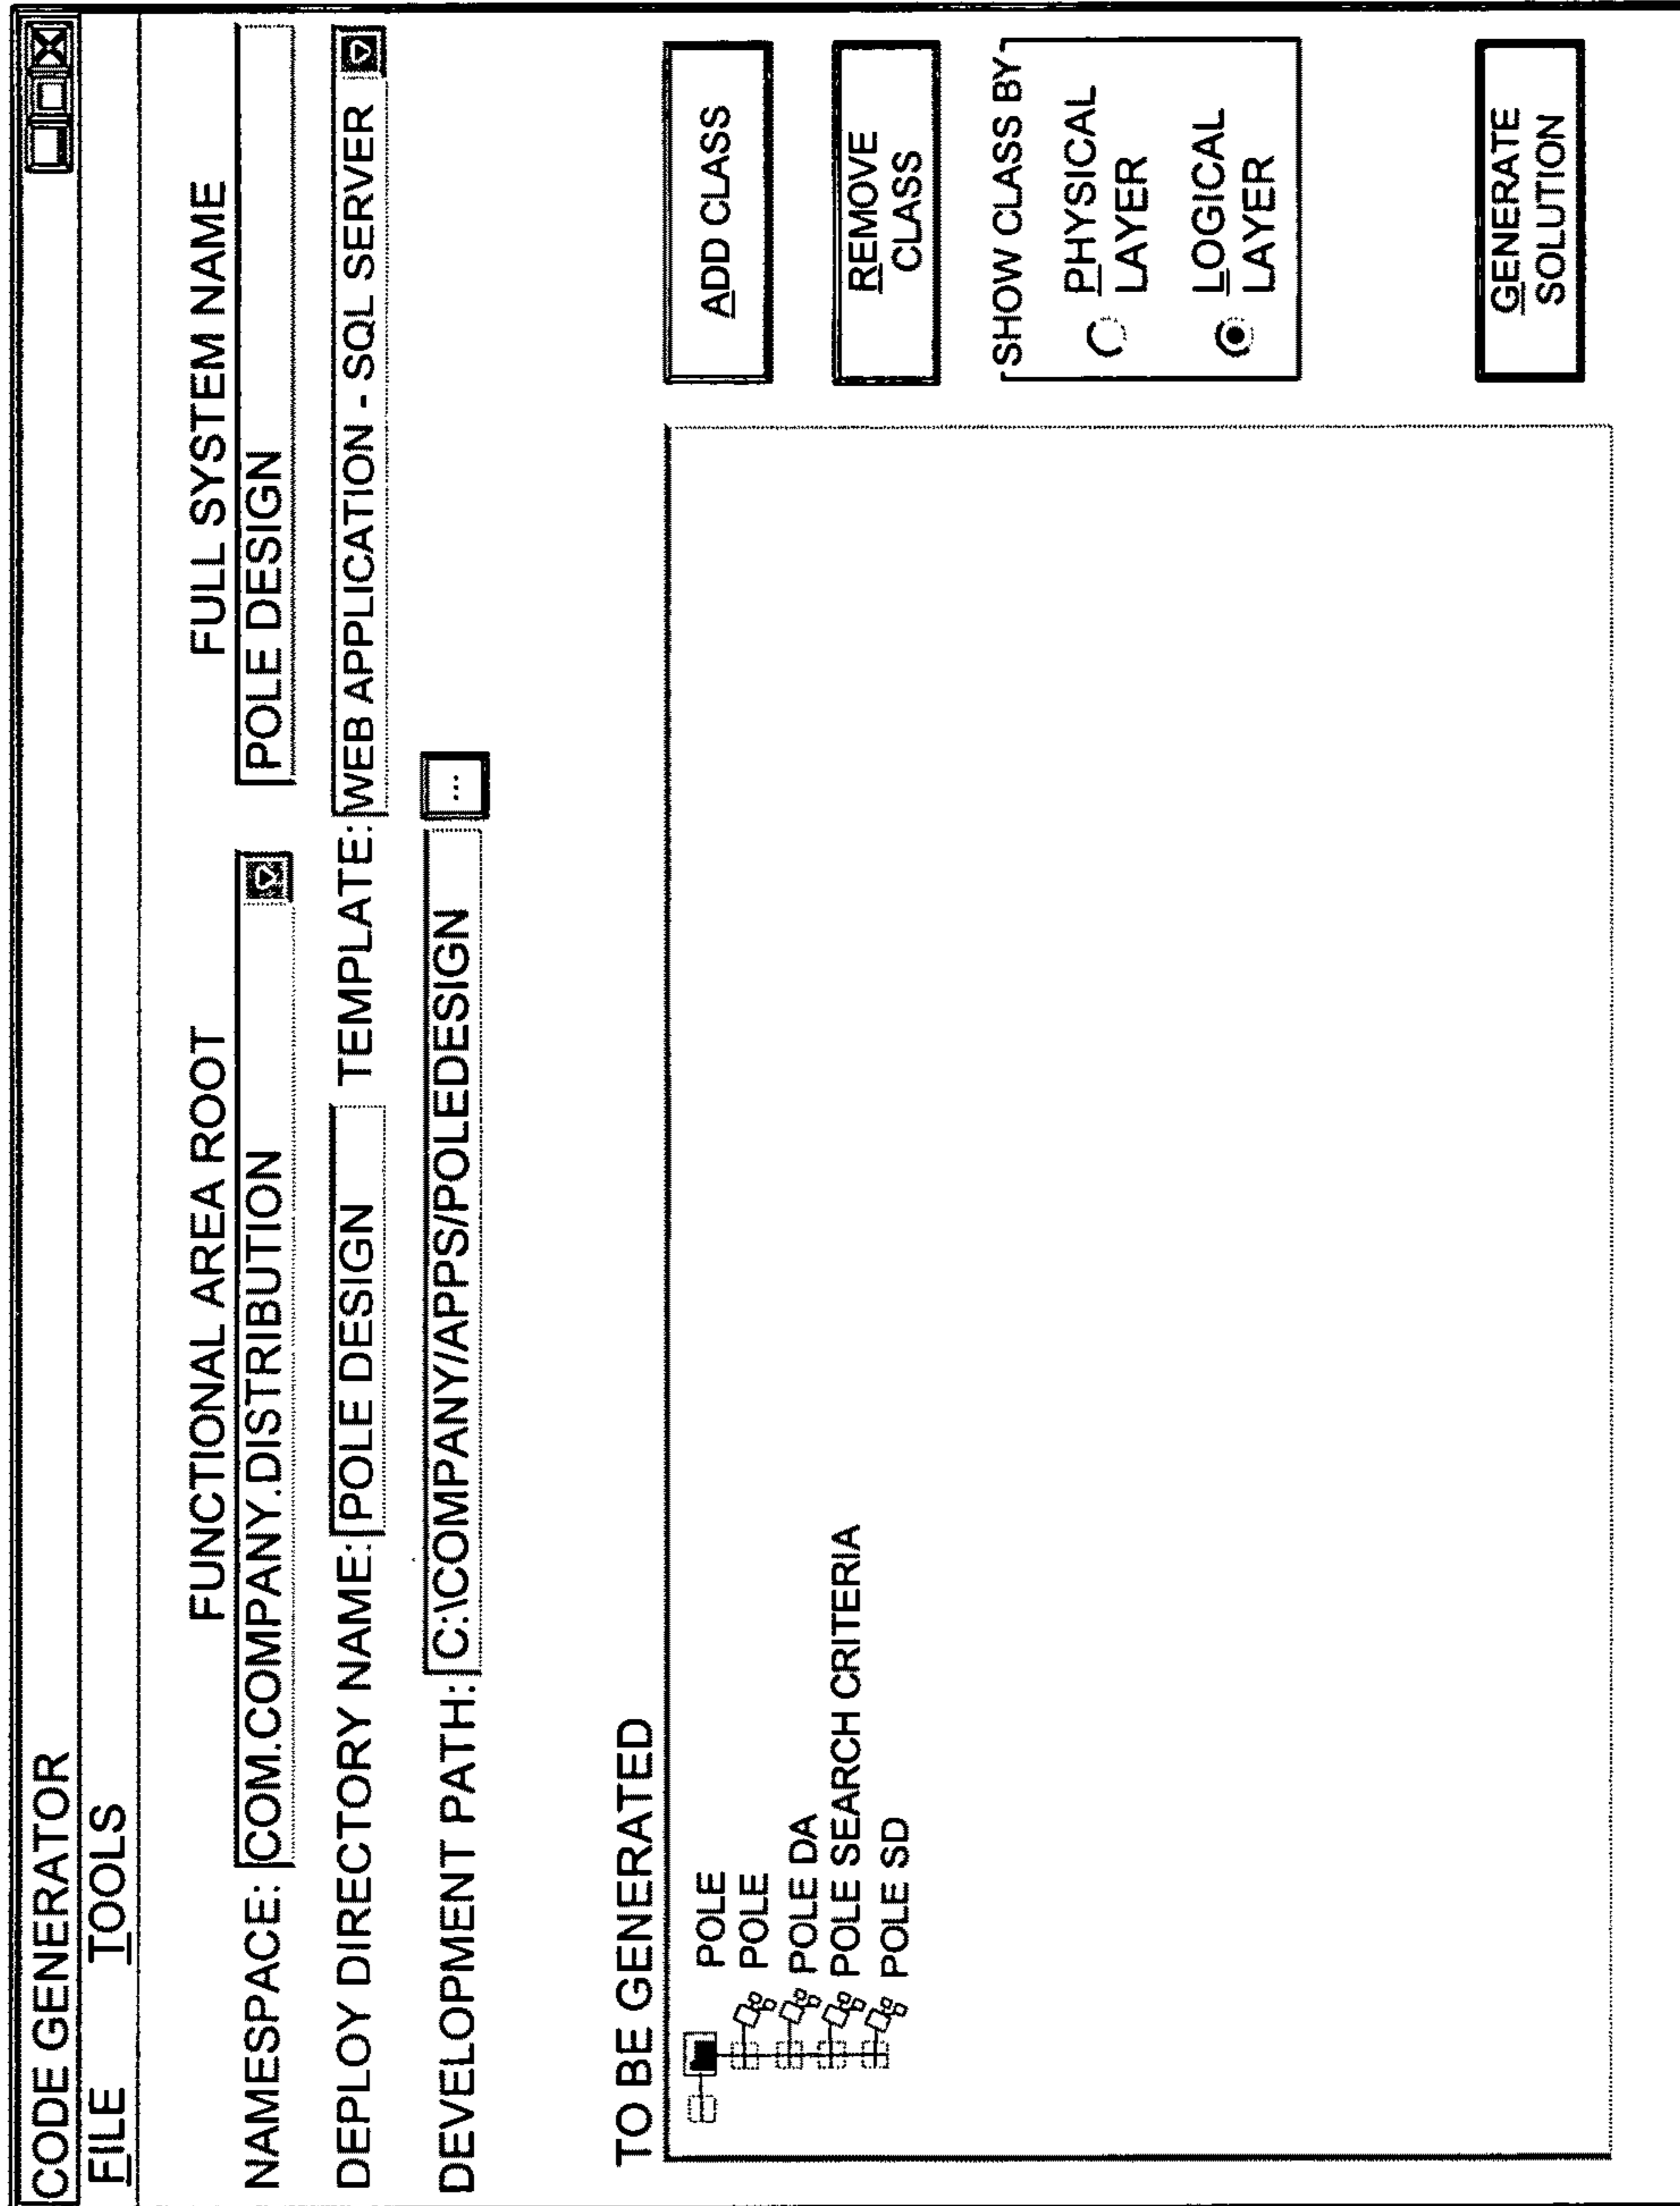 CODE GENERATOR
FILE TOOLS
FUNCTIONAL AREA ROOT FULL SYSTEM NAME
NAMESPACE: COM.COMPANY.DISTRIBUTION POLE DESIGN
DEPLOY DIRECTORY NAME: POLE DESIGN TEMPLATE: WEB APPLICATION - SQL SERVER
DEVELOPMENT PATH: C:\COMPANY/APPS/POLEDESIGN ...
TO BE GENERATED
POLE
POLE
POLE DA
POLE SEARCH CRITERIA
POLE SD
ADD CLASS
REMOVE
CLASS
SHOW CLASS BY
PHYSICAL
LAYER
LOGICAL
LAYER
GENERATE
SOLUTION